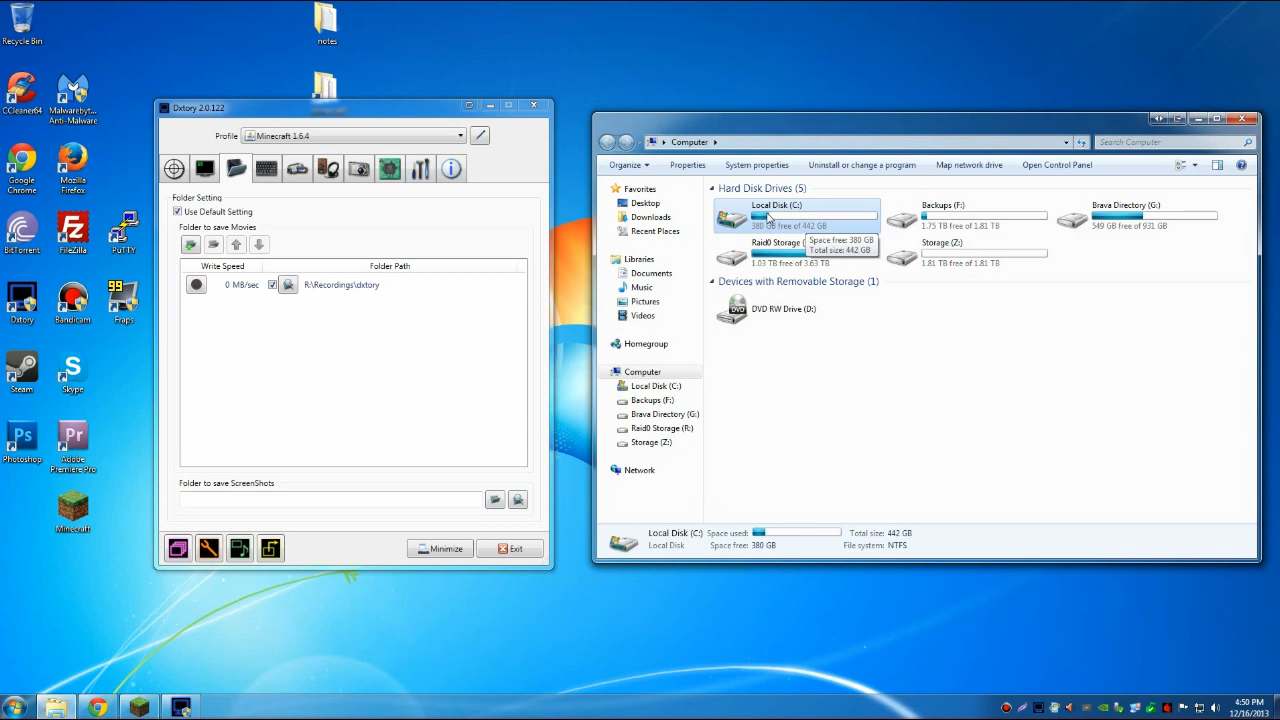 Recycle Bin
notes
CCleaner64
Malwareby...
Anti-Malware
Google
Chrome
Mozilla
Firefox
BitTorrent
FileZilla
PuTTY
Dxtory
Bandicam
99
Fraps
Steam
Skype
Photoshop
Adobe
Premiere Pro
Minecraft
Dxtory 2.0.122
Profile
Minecraft 1.6.4
Folder Setting
Use Default Setting
Folder to save Movies
Write Speed
Folder Path
0 MB/sec
R:\Recordings\dxtory
Folder to save ScreenShots
Minimize
Exit
Computer
Search Computer
Organize
Properties
System properties
Uninstall or change a program
Map network drive
Open Control Panel
Favorites
Desktop
Downloads
Recent Places
Libraries
Documents
Music
Pictures
Videos
Homegroup
Computer
Local Disk (C:)
Backups (F:)
Brava Directory (G:)
Raid0 Storage (R:)
Storage (Z:)
Network
Hard Disk Drives (5)
Local Disk (C:)
380 GB free of 442 GB
Backups (F:)
1.75 TB free of 1.81 TB
Brava Directory (G:)
549 GB free of 931 GB
Raid0 Storage (
1.03 TB free of 3.63 TB
Space free: 380 GB
Total size: 442 GB
Storage (Z:)
1.81 TB free of 1.81 TB
Devices with Removable Storage (1)
DVD
DVD RW Drive (D:)
Local Disk (C:) Space used: Total size: 442 GB
Local Disk Space free: 380 GB File system: NTFS
4:50 PM
12/16/2013